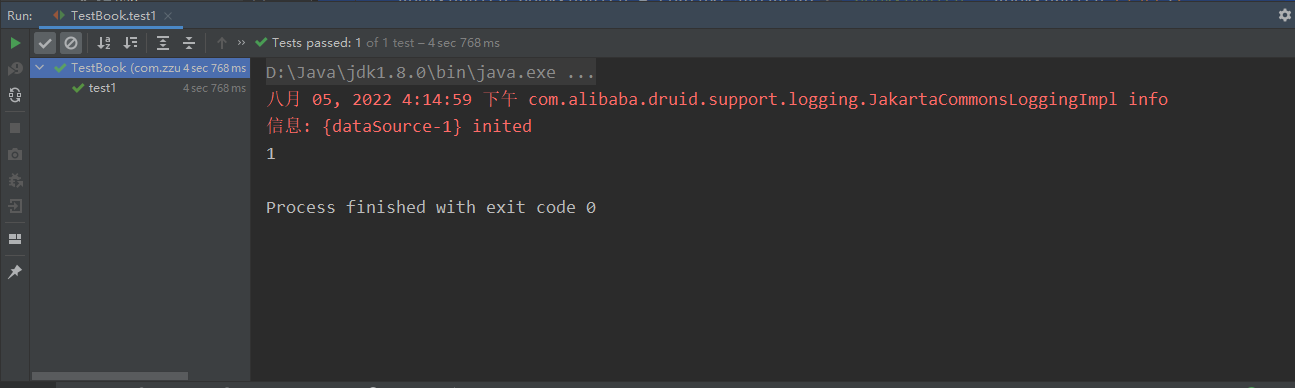 Run: TestBook.test1
Tests passed: 1 of 1 test – 4 sec 768 ms
TestBook (com.zzu 4 sec 768 ms
test1 4 sec 768 ms
D:\Java\jdk1.8.0\bin\java.exe ...
八月 05, 2022 4:14:59 下午 com.alibaba.druid.support.logging.JakartaCommonsLoggingImpl info
信息: {dataSource-1} inited
1
Process finished with exit code 0